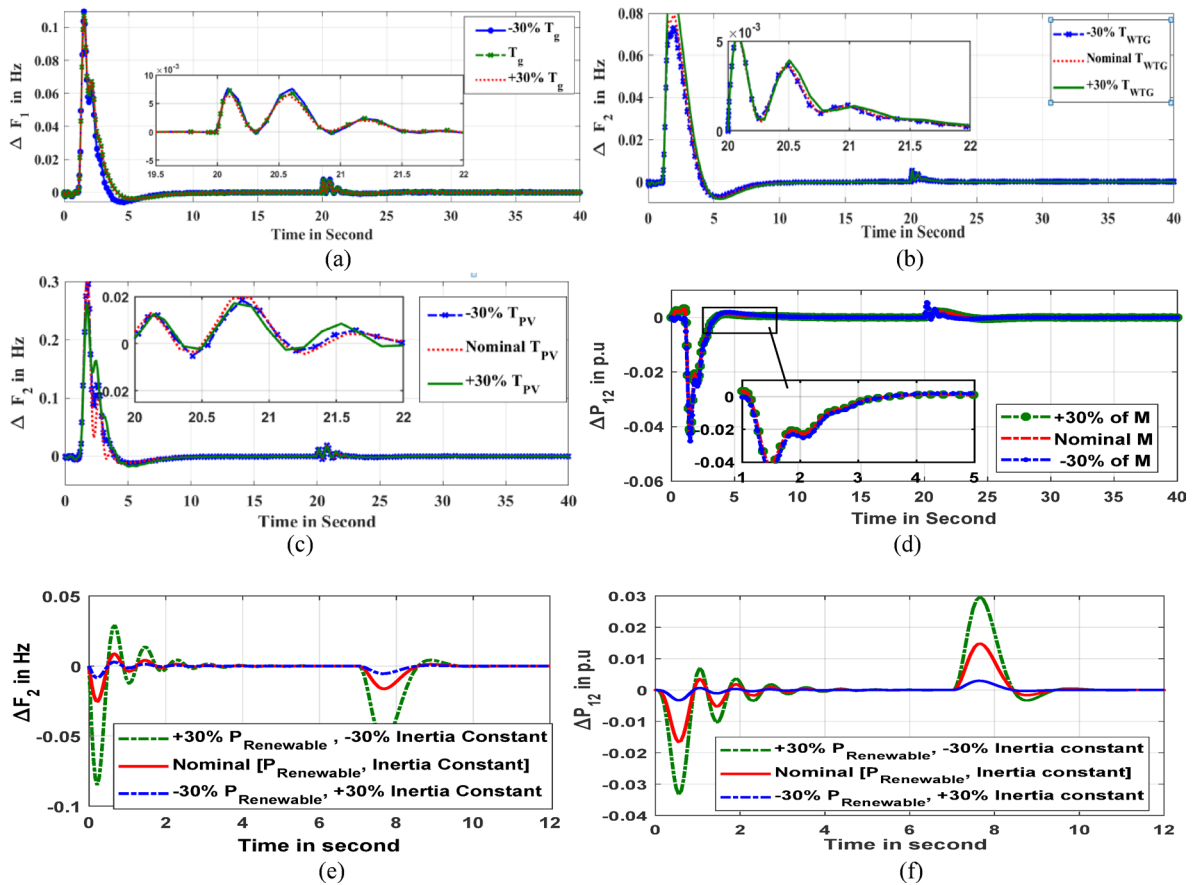 0.1
0.08
0.06
0.04
0.02
0
Δ F1 in Hz
0 5 10 15 20 25 30 35 40
Time in Second
(a)
-30% Tg
Tg
+30% Tg
×10-3
10
5
0
-5
19.5 20 20.5 21 21.5 22
0.08
0.06
0.04
0.02
0
Δ F2 in Hz
0 5 10 15 20 25 30 35 40
Time in Second
(b)
-30% TWTG
Nominal TWTG
+30% TWTG
5 ×10-3
0
20 20.5 21 21.5 22
0.3
0.2
0.1
0
Δ F2 in Hz
0 5 10 15 20 25 30 35 40
Time in Second
(c)
-30% TPV
Nominal TPV
+30% TPV
0.02
0
0.02
20 20.5 21 21.5 22
0
-0.02
-0.04
-0.06
ΔP12 in p.u
0 5 10 15 20 25 30 35 40
Time in Second
(d)
+30% of M
Nominal M
-30% of M
0
-0.02
-0.04
1 2 3 4 5
0.05
0
-0.05
-0.1
ΔF2 in Hz
0 2 4 6 8 10 12
Time in second
(e)
+30% PRenewable , -30% Inertia Constant
Nominal [PRenewable, Inertia Constant]
-30% PRenewable, +30% Inertia Constant
0.03
0.02
0.01
0
-0.01
-0.02
-0.03
-0.04
ΔP12 in p.u
0 2 4 6 8 10 12
Time in second
(f)
+30% PRenewable, -30% Inertia constant
Nominal [PRenewable, Inertia constant]
-30% PRenewable, +30% Inertia constant